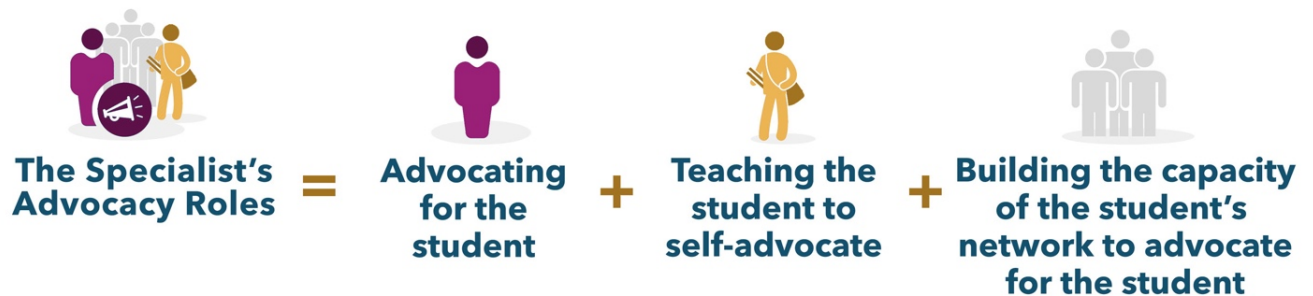 The Specialist's
Advocacy Roles
=
Advocating
for the
student
+
Teaching the
student to
self-advocate
+
Building the capacity
of the student's
network to advocate
for the student